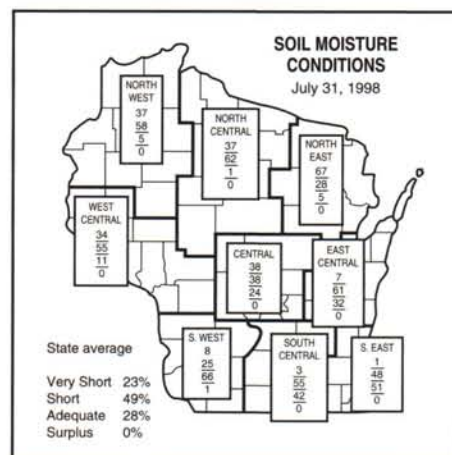 SOIL MOISTURE
CONDITIONS
July 31, 1998
NORTH
WEST
37
58
5
0
NORTH
CENTRAL
37
62
1
0
NORTH
EAST
67
28
5
0
WEST
CENTRAL
34
55
11
0
CENTRAL
38
38
24
0
EAST
CENTRAL
7
61
32
0
S. WEST
8
25
66
1
SOUTH
CENTRAL
3
55
42
0
S. EAST
1
48
51
0
State average
Very Short 23%
Short 49%
Adequate 28%
Surplus 0%